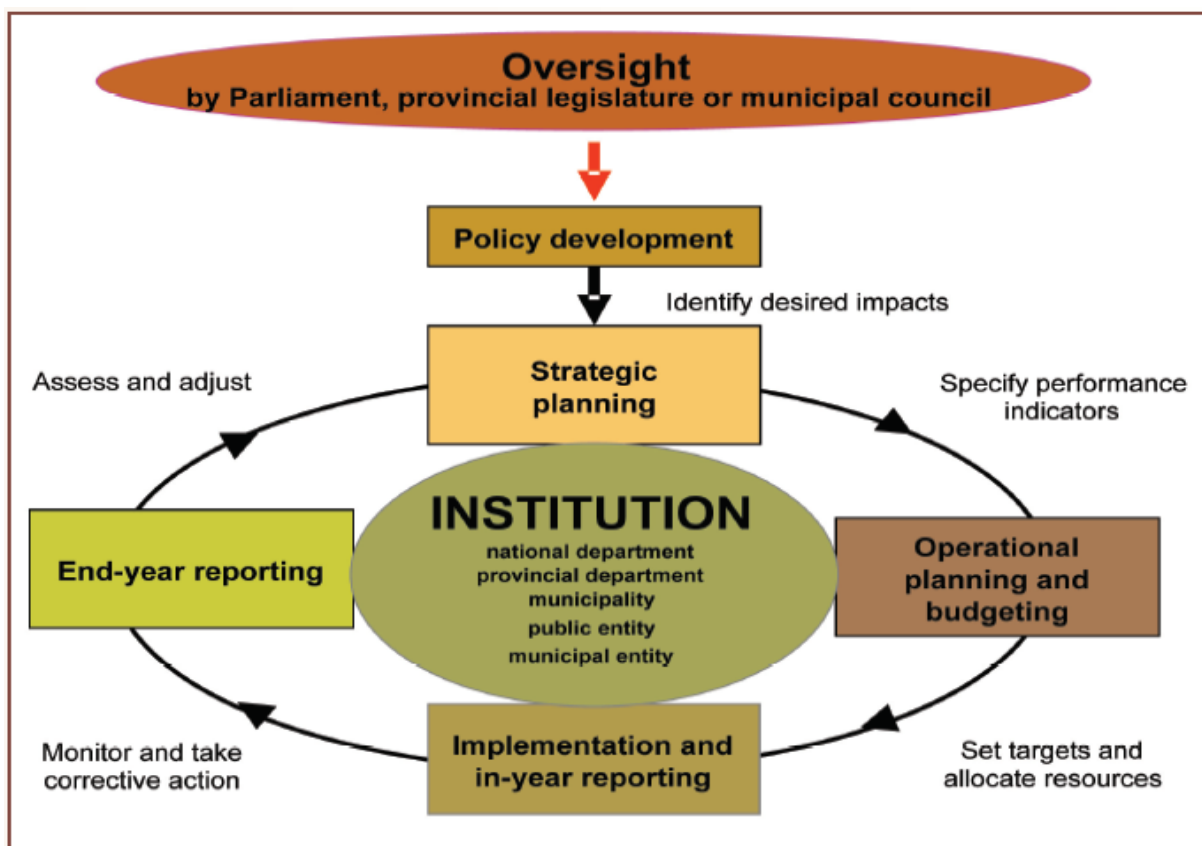 Oversight
by Parliament, provincial legislature or municipal council
Policy development
Identify desired impacts
Strategic
planning
Assess and adjust
Specify performance
indicators
INSTITUTION
national department
provincial department
municipality
public entity
municipal entity
End-year reporting
Operational
planning and
budgeting
Implementation and
in-year reporting
Monitor and take
corrective action
Set targets and
allocate resources